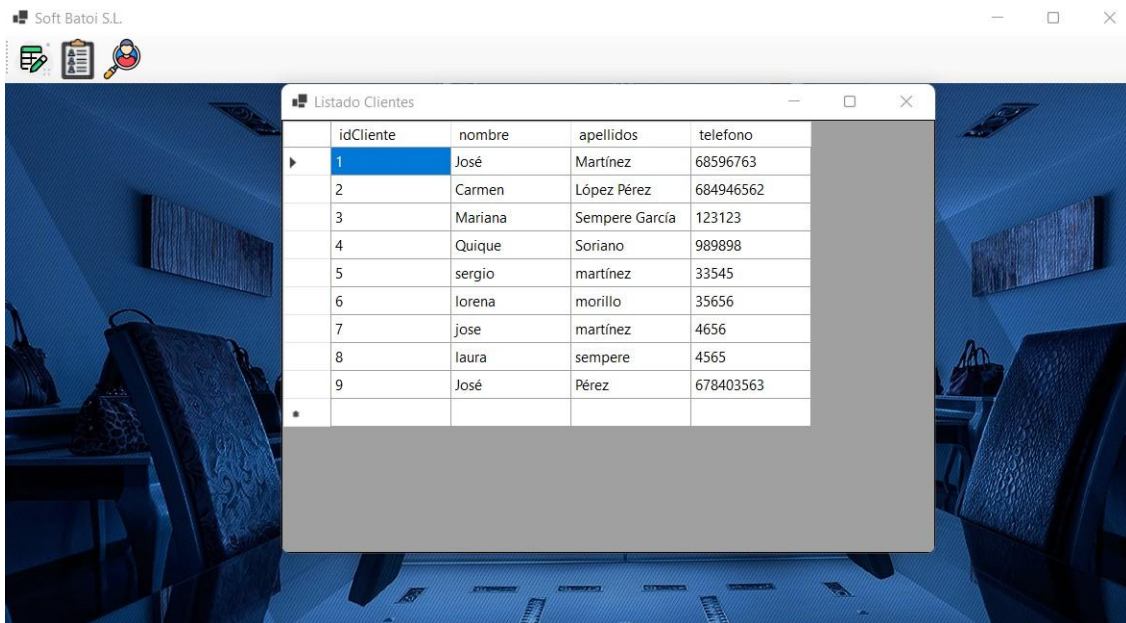 Soft Batoi S.L.
Listado Clientes
idCliente nombre apellidos telefono
1 José Martínez 68596763
2 Carmen López Pérez 684946562
3 Mariana Sempere García 123123
4 Quique Soriano 989898
5 sergio martínez 33545
6 lorena morillo 35656
7 jose martínez 4656
8 laura sempere 4565
9 José Pérez 678403563